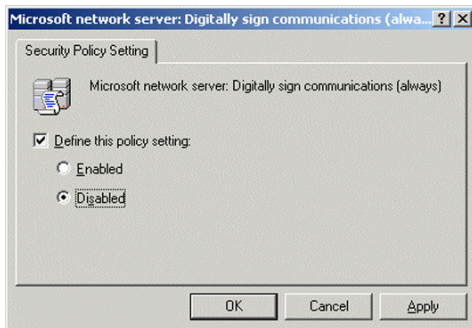 Microsoft network server: Digitally sign communications (alwa...
Security Policy Setting
Microsoft network server: Digitally sign communications (always)
Define this policy setting:
Enabled
Disabled
OK Cancel Apply